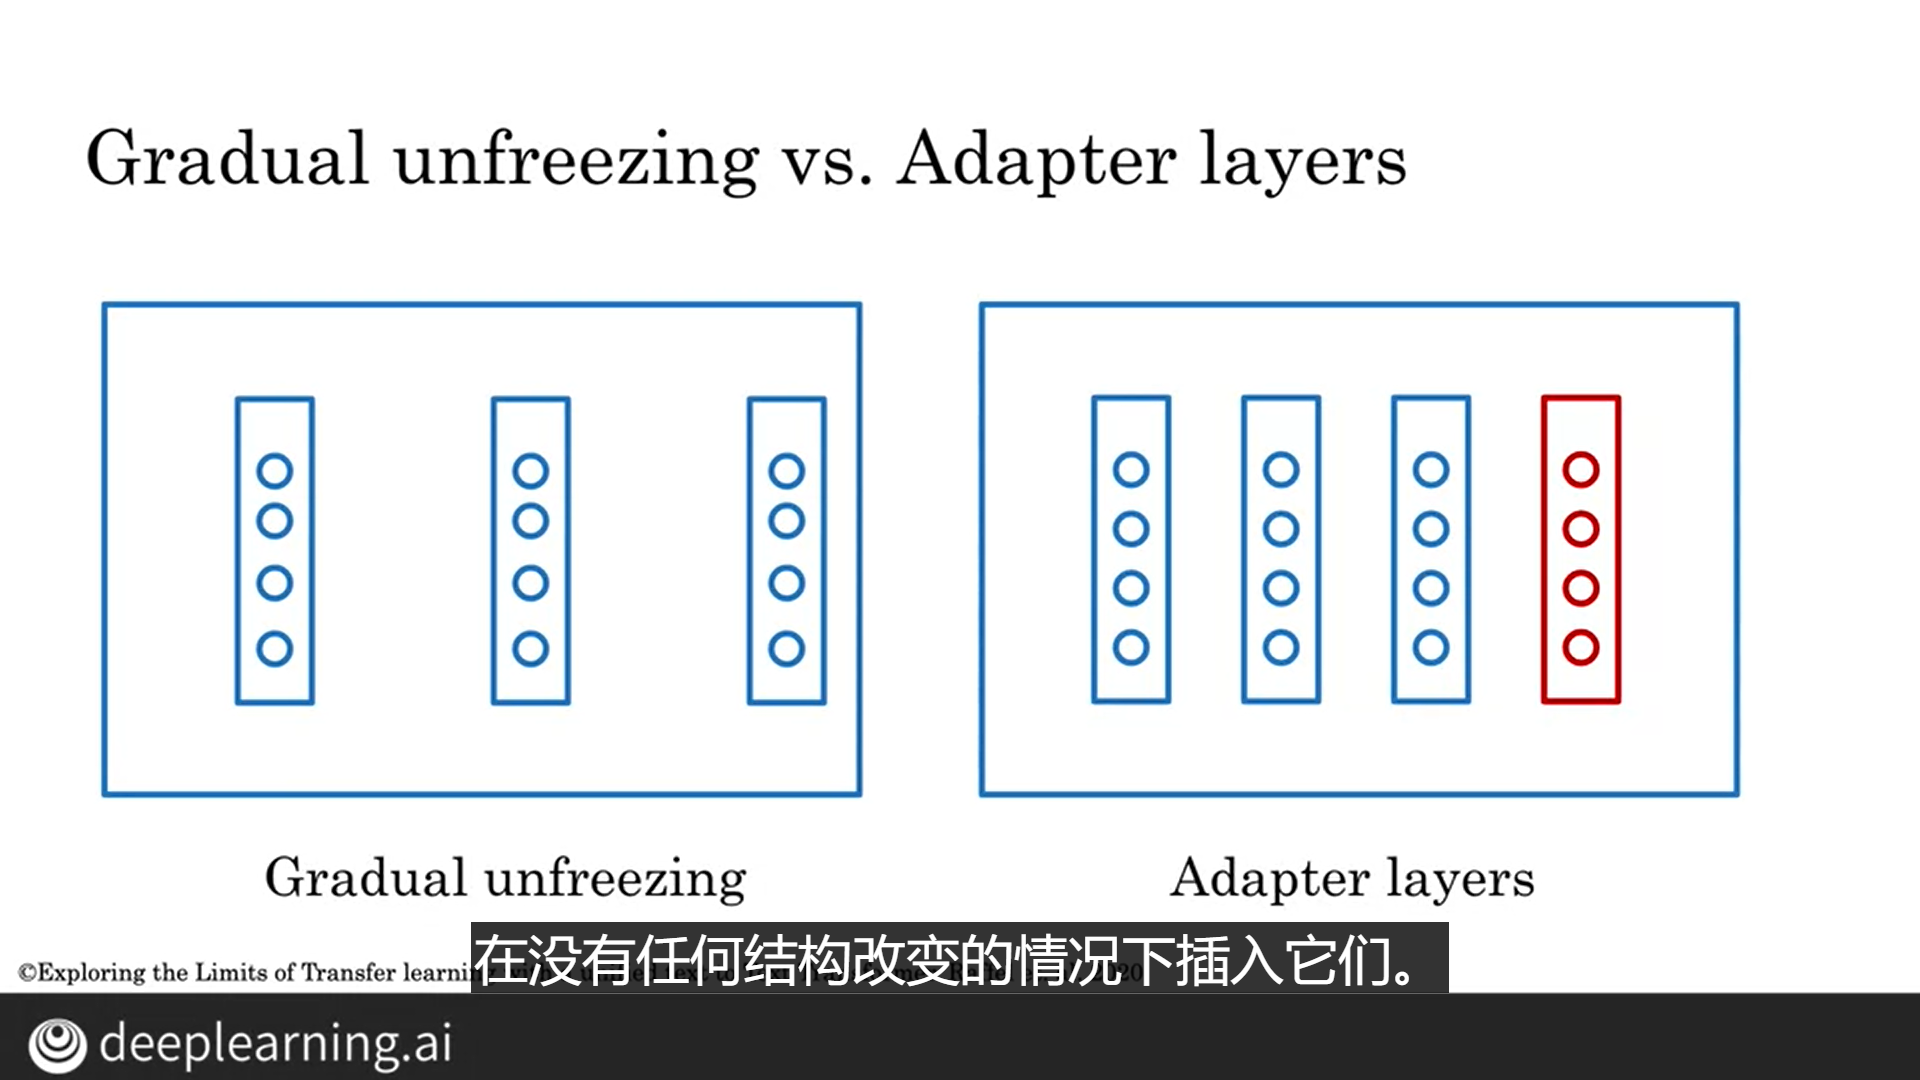 Gradual unfreezing vs. Adapter layers
Gradual unfreezing
Adapter layers
在没有任何结构改变的情况下插入它们。
©Exploring the Limits of Transfer learning
deeplearning.ai